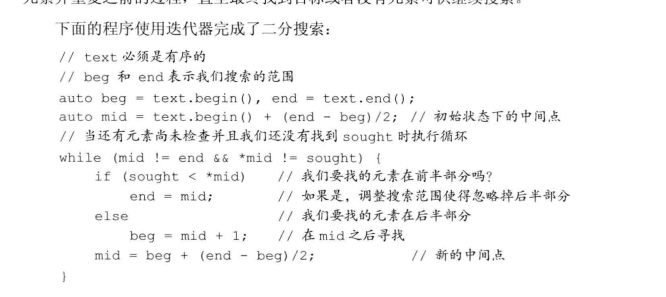 下面的程序使用迭代器完成了二分搜索：
// text 必须是有序的
// beg 和 end 表示我们搜索的范围
auto beg = text.begin(), end = text.end();
auto mid = text.begin() + (end - beg)/2; // 初始状态下的中间点
// 当还有元素尚未检查并且我们还没有找到 sought 时执行循环
while (mid != end && *mid != sought) {
    if (sought < *mid)    // 我们要找的元素在前半部分吗？
        end = mid;        // 如果是，调整搜索范围使得忽略掉后半部分
    else                  // 我们要找的元素在后半部分
        beg = mid + 1;    // 在 mid 之后寻找
    mid = beg + (end - beg)/2;            // 新的中间点
}